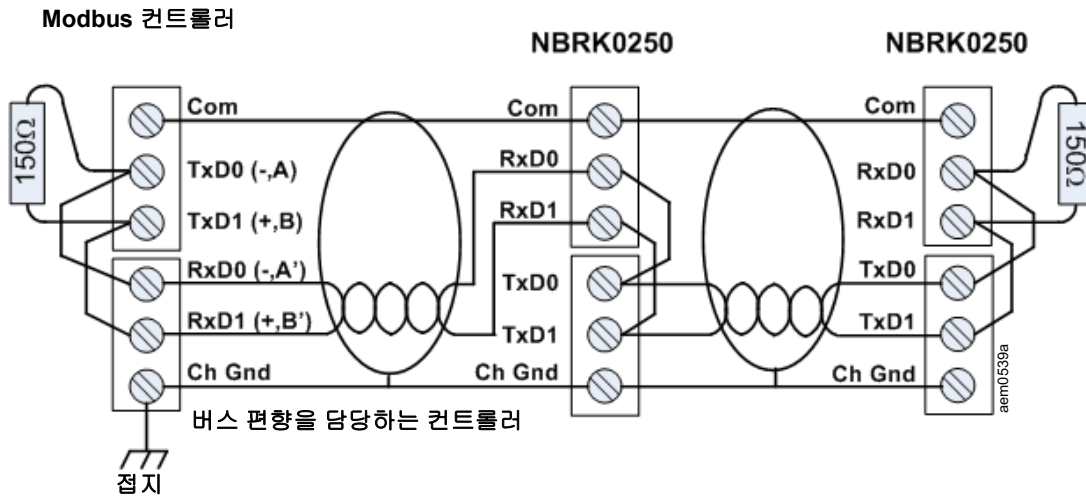 Modbus 컨트롤러
NBRK0250
NBRK0250
150Ω
Com
TxD0 (-,A)
TxD1 (+,B)
RxD0 (-,A')
RxD1 (+,B')
Ch Gnd
버스 편향을 담당하는 컨트롤러
접지
Com
RxD0
RxD1
TxD0
TxD1
Ch Gnd
Com
RxD0
RxD1
TxD0
TxD1
Ch Gnd
150Ω
aem0539a